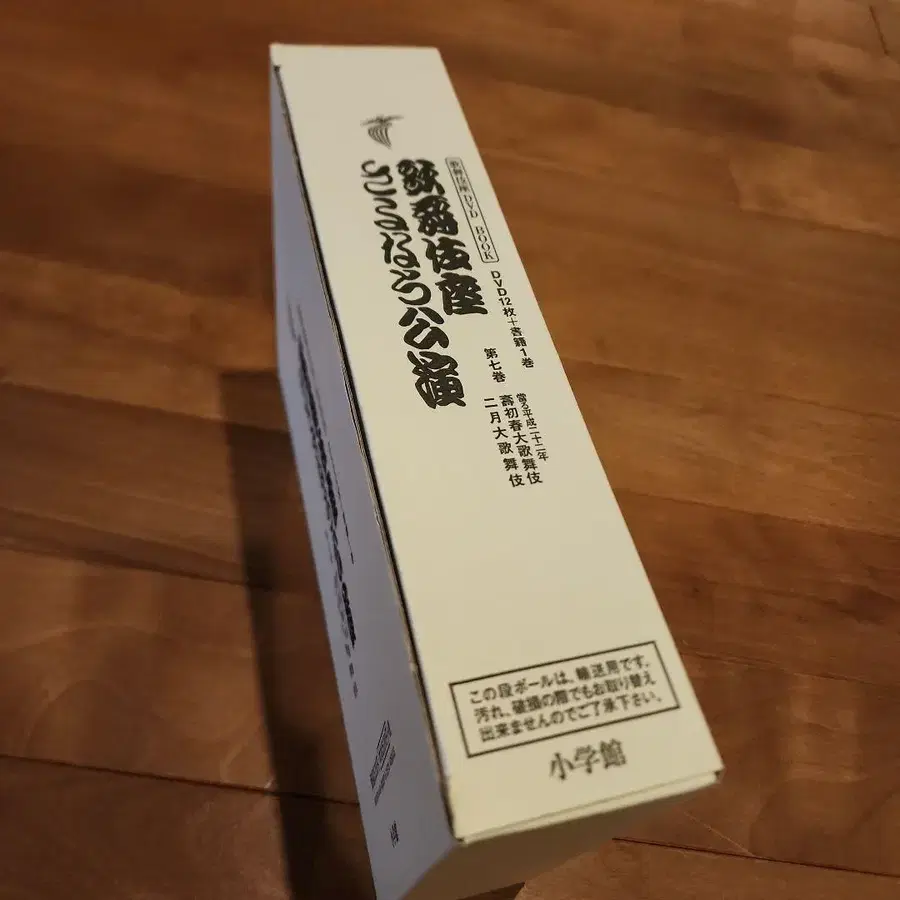 歌舞伎座DVD BOOK
歌舞伎座
さよなら公演
DVD12枚+書籍1巻
第七巻
當る平成二十二年
壽初春大歌舞伎
二月大歌舞伎
この段ボールは、輸送用です。
汚れ、破損の際でもお取り替え
出来ませんのでご了承下さい。
小学館